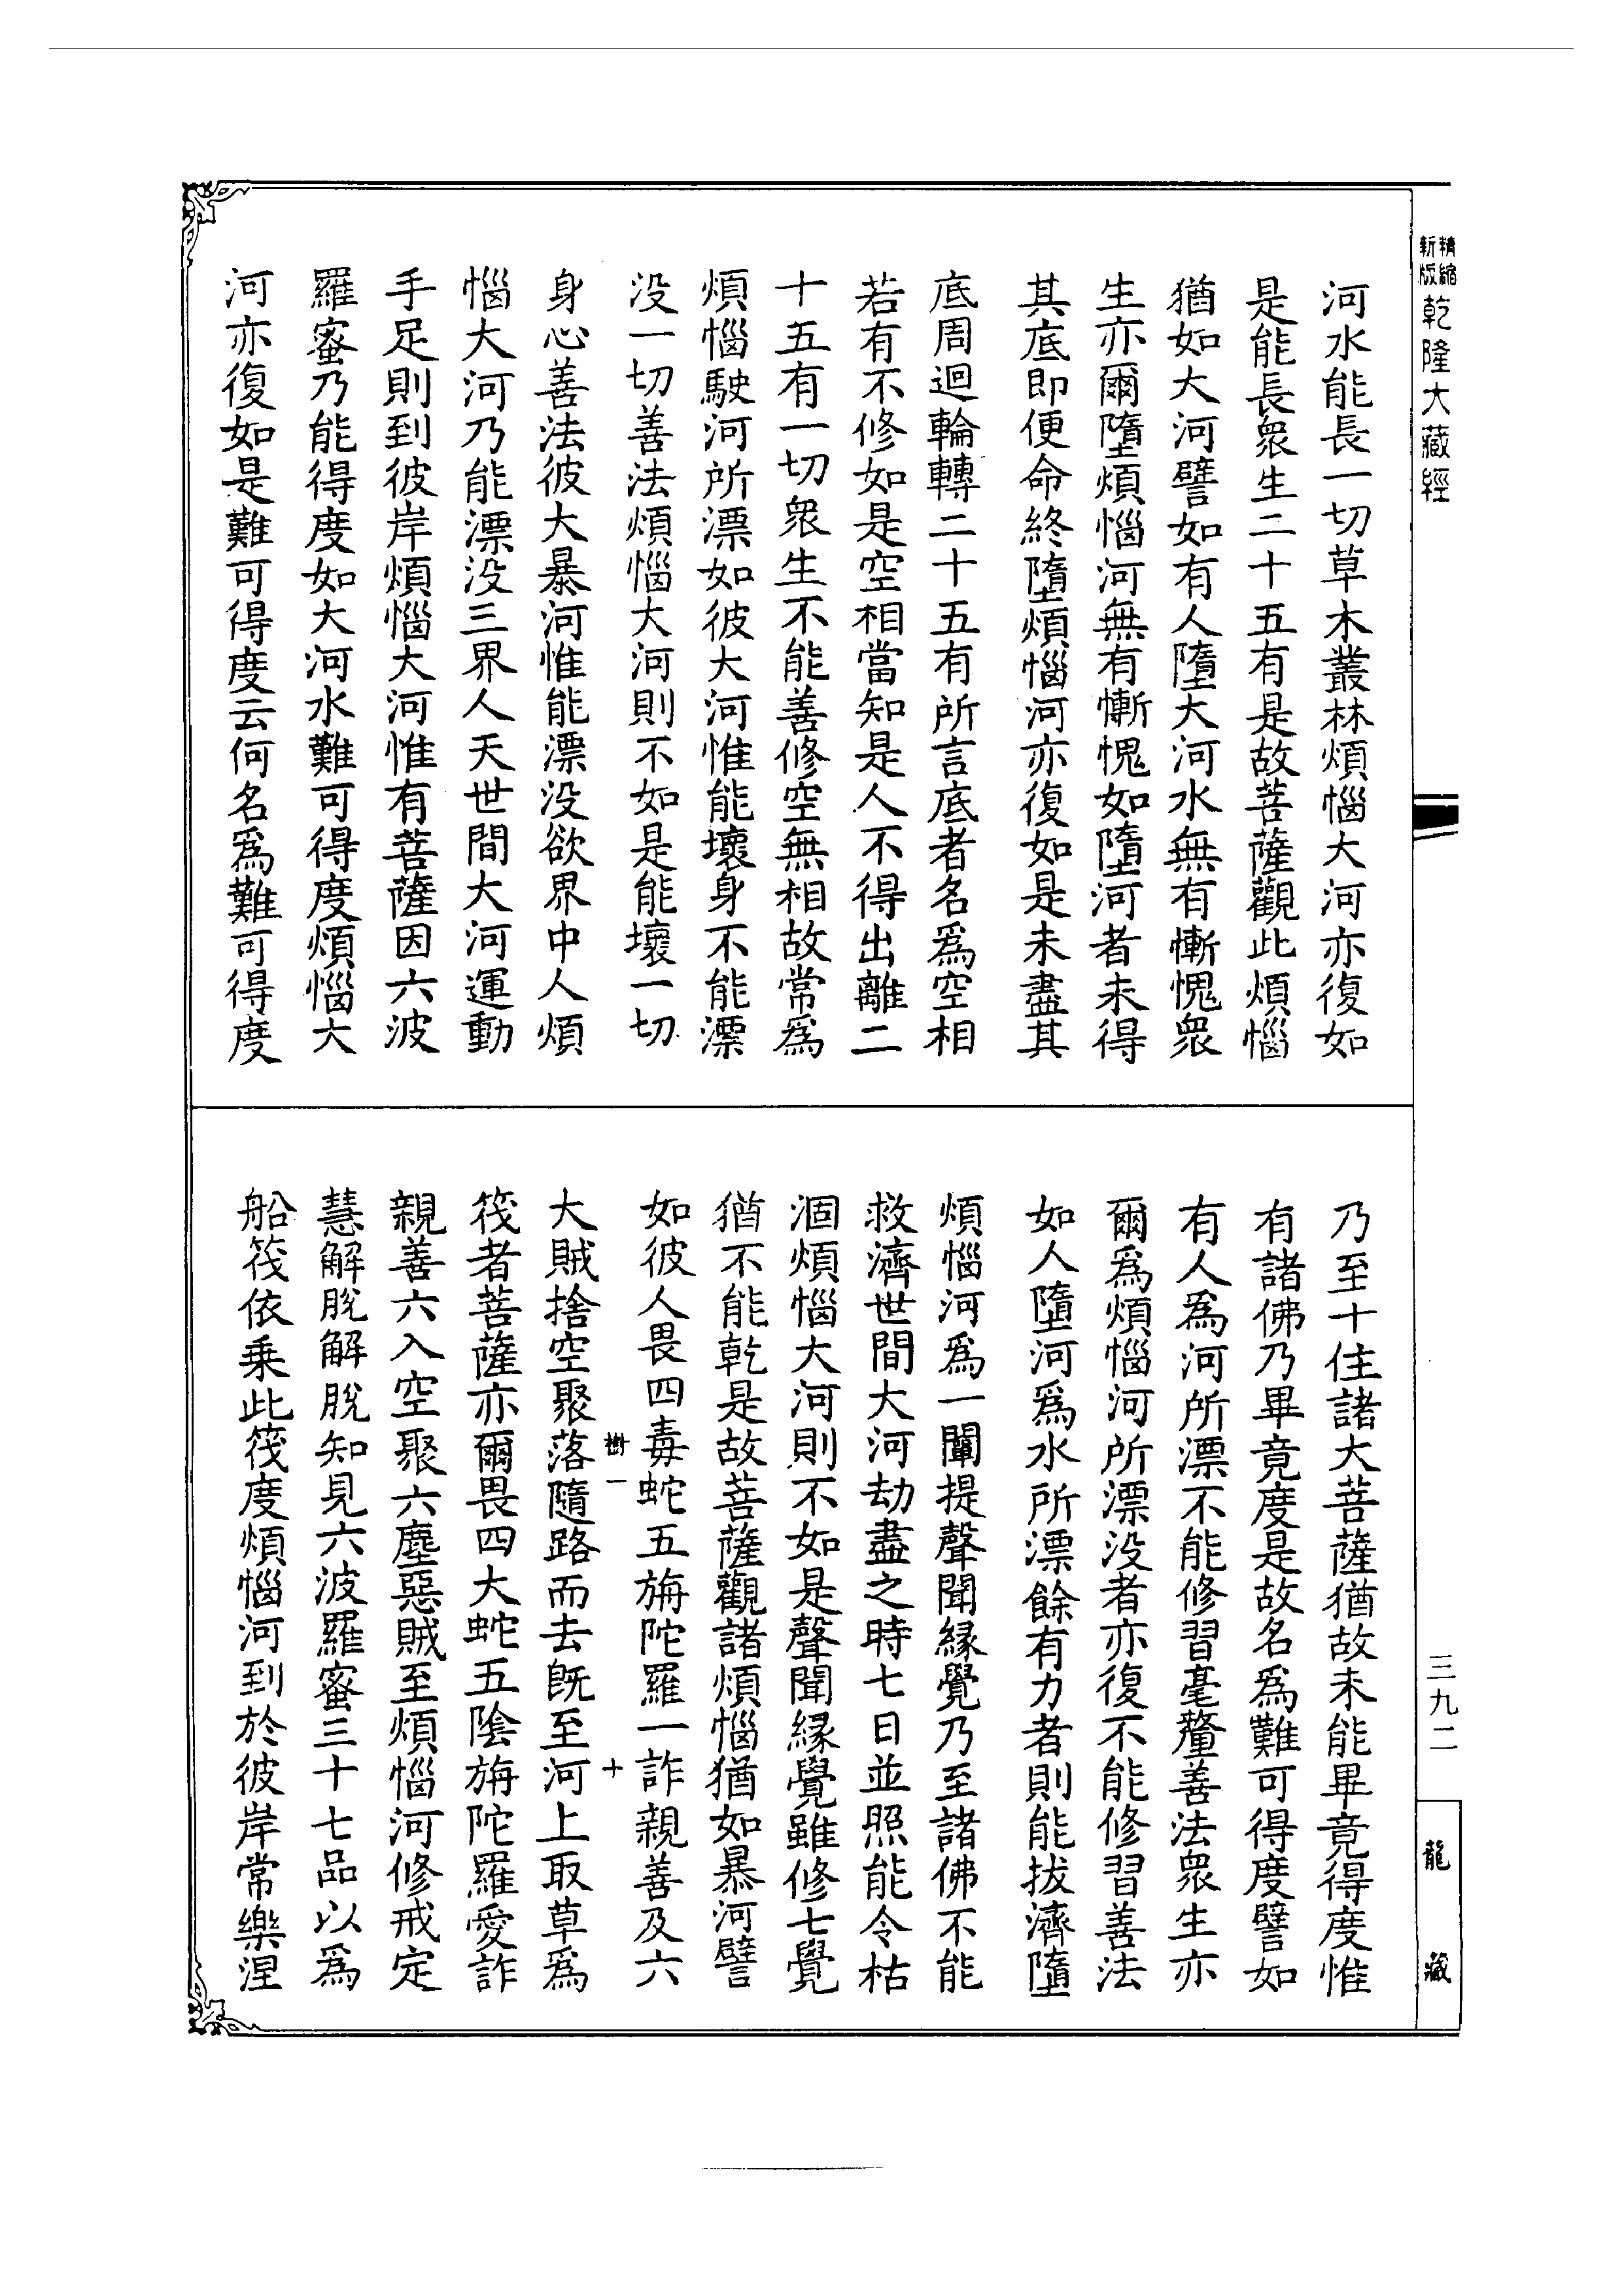 精縮新版乾隆大藏經
三九二
龍藏
河水能長一切草木叢林煩惱大河亦復如
是能長衆生二十五有是故菩薩觀此煩惱
猶如大河譬如有人墮大河水無有慚愧衆
生亦爾墮煩惱河無有慚愧如墮河者未得
其底即便命終墮煩惱河亦復如是未盡其
底周迴輪轉二十五有所言底者名爲空相
若有不修如是空相當知是人不得出離二
十五有一切衆生不能善修空無相故常爲
煩惱駛河所漂如彼大河惟能壞身不能漂
没一切善法煩惱大河則不如是能壞一切
身心善法彼大暴河惟能漂没欲界中人煩
惱大河乃能漂没三界人天世間大河運動
手足則到彼岸煩惱大河惟有菩薩因六波
羅蜜乃能得度如大河水難可得度煩惱大
河亦復如是難可得度云何名爲難可得度
乃至十住諸大菩薩猶故未能畢竟得度惟
有諸佛乃畢竟度是故名爲難可得度譬如
有人爲河所漂不能修習毫釐善法衆生亦
爾爲煩惱河所漂没者亦復不能修習善法
如人墮河爲水所漂餘有力者則能拔濟墮
煩惱河爲一闡提聲聞緣覺乃至諸佛不能
救濟世間大河劫盡之時七日並照能令枯
涸煩惱大河則不如是聲聞緣覺雖修七覺
猶不能乾是故菩薩觀諸煩惱猶如暴河譬
如彼人畏四毒蛇五旃陀羅一詐親善及六
樹一 十
大賊捨空聚落隨路而去既至河上取草爲
筏者菩薩亦爾畏四大蛇五陰旃陀羅愛詐
親善六入空聚六塵惡賊至煩惱河修戒定
慧解脫解脫知見六波羅蜜三十七品以爲
船筏依乘此筏度煩惱河到於彼岸常樂涅